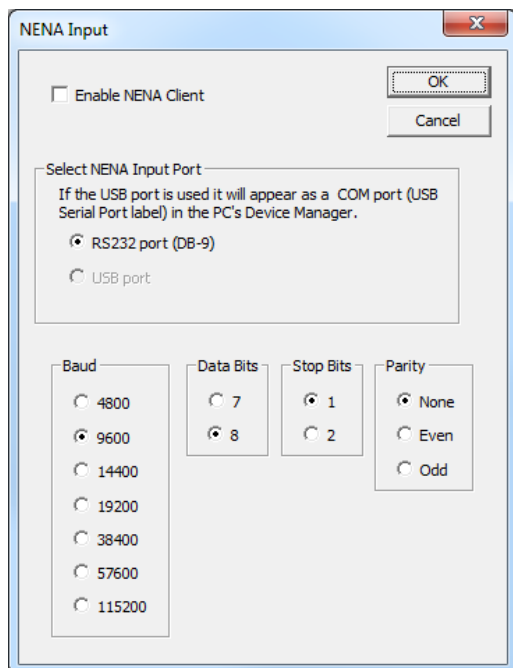 NENA Input
Enable NENA Client
OK
Cancel
Select NENA Input Port
If the USB port is used it will appear as a COM port (USB
Serial Port label) in the PC's Device Manager.
RS232 port (DB-9)
USB port
Baud
4800
9600
14400
19200
38400
57600
115200
Data Bits
7
8
Stop Bits
1
2
Parity
None
Even
Odd